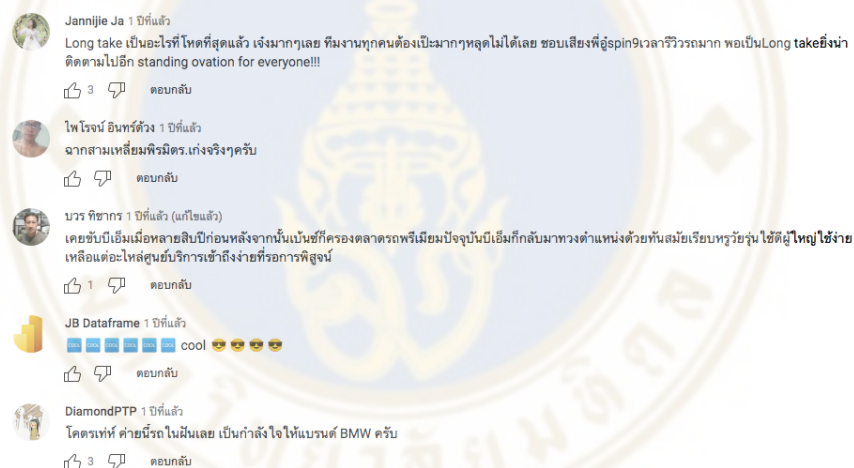 Jannijie Ja 1 ปีที่แล้ว
Long take เป็นอะไรที่โหดที่สุดแล้ว เจ๋งมากๆเลย ทีมงานทุกคนต้องเป๊ะมากๆหลุดไม่ได้เลย ชอบเสียงพี่อู๋spin9เวลารีวิวรถมาก พอเป็นLong takeยิ่งน่า
ติดตามไปอีก standing ovation for everyone!!!
3 ตอบกลับ
ไพโรจน์ อินทร์ด้วง 1 ปีที่แล้ว
ฉากสามเหลี่ยมพิรมิตร.เก่งจริงๆครับ
ตอบกลับ
บวร ทิชากร 1 ปีที่แล้ว (แก้ไขแล้ว)
เคยขับบีเอ็มเมื่อหลายสิบปีก่อนหลังจากนั้นเบ้นซ์ก็ครองตลาดรถพรีเมียมปัจจุบันบีเอ็มก็กลับมาทวงตำแหน่งด้วยทันสมัยเรียบหรูวัยรุ่นใช้ดีผู้ใหญ่ใช้ง่าย
เหลือแต่อะไหล่ศูนย์บริการเข้าถึงง่ายที่รอการพิสูจน์
1 ตอบกลับ
JB Dataframe 1 ปีที่แล้ว
COOL COOL COOL COOL COOL COOL cool 😎 😎 😎 😎
ตอบกลับ
DiamondPTP 1 ปีที่แล้ว
โคตรเท่ห์ ค่ายนี้รถในฝันเลย เป็นกำลังใจให้แบรนด์ BMW ครับ
3 ตอบกลับ